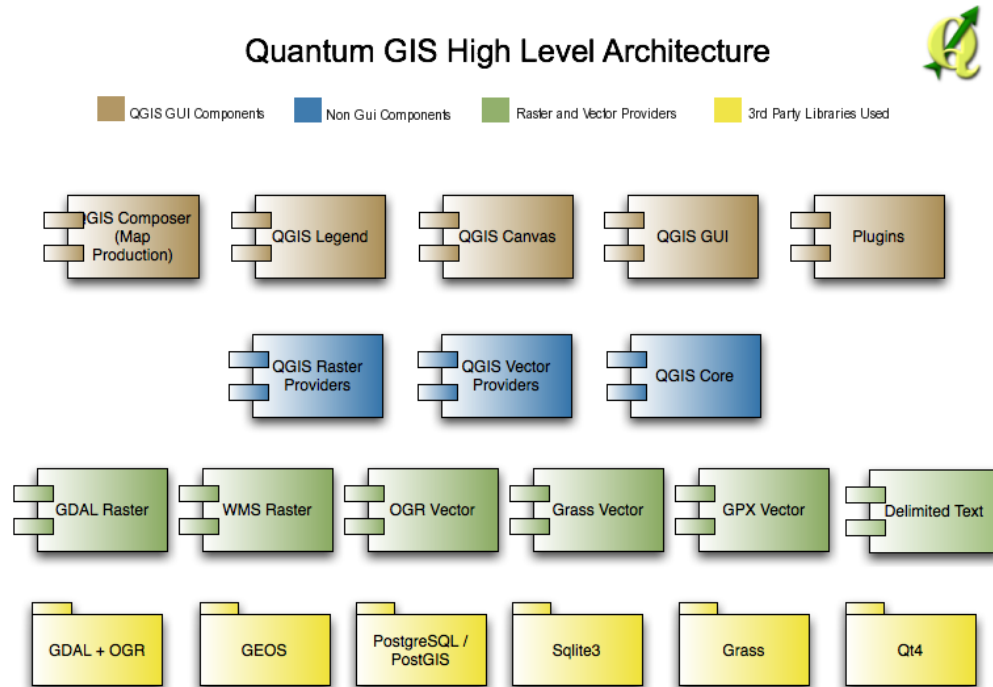 Quantum GIS High Level Architecture
QGIS GUI Components
Non Gui Components
Raster and Vector Providers
3rd Party Libraries Used
QGIS Composer
(Map
Production)
QGIS Legend
QGIS Canvas
QGIS GUI
Plugins
QGIS Raster
Providers
QGIS Vector
Providers
QGIS Core
GDAL Raster
WMS Raster
OGR Vector
Grass Vector
GPX Vector
Delimited Text
GDAL + OGR
GEOS
PostgreSQL /
PostGIS
Sqlite3
Grass
Qt4